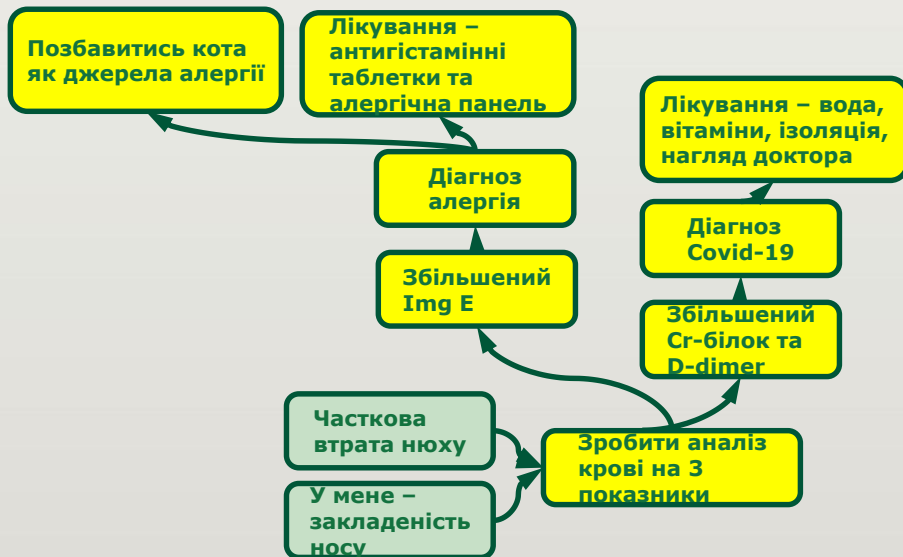 Позбавитись кота
як джерела алергії
Лікування –
антигістамінні
таблетки та
алергічна панель
Лікування – вода,
вітаміни, ізоляція,
нагляд доктора
Діагноз
алергія
Діагноз
Covid-19
Збільшений
Img E
Збільшений
Cr-білок та
D-dimer
Часткова
втрата нюху
Зробити аналіз
крові на 3
показники
У мене –
закладеність
носу